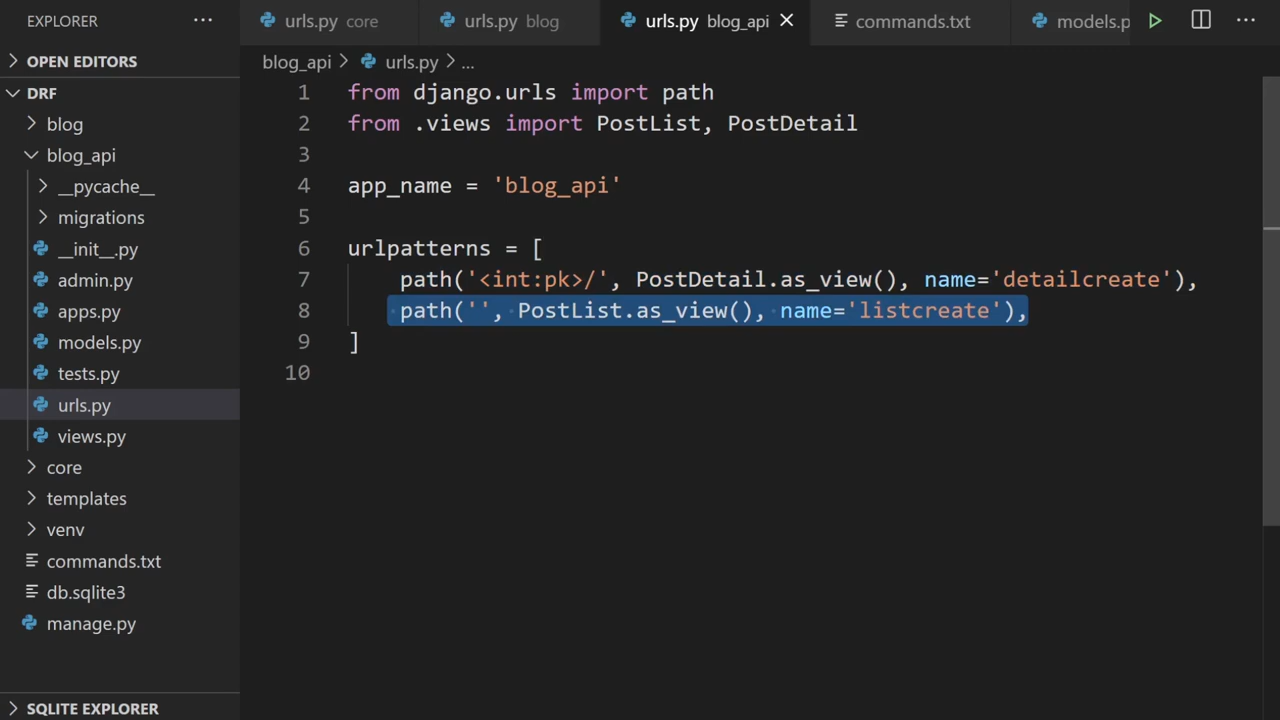 EXPLORER ...
urls.py core
urls.py blog
urls.py blog_api
commands.txt
models.p
OPEN EDITORS
DRF
blog
blog_api
__pycache__
migrations
__init__.py
admin.py
apps.py
models.py
tests.py
urls.py
views.py
core
templates
venv
commands.txt
db.sqlite3
manage.py
SQLITE EXPLORER
blog_api > urls.py > ...
1 from django.urls import path
2 from .views import PostList, PostDetail
3
4 app_name = 'blog_api'
5
6 urlpatterns = [
7 path('<int:pk>/', PostDetail.as_view(), name='detailcreate'),
8 path('', PostList.as_view(), name='listcreate'),
9 ]
10